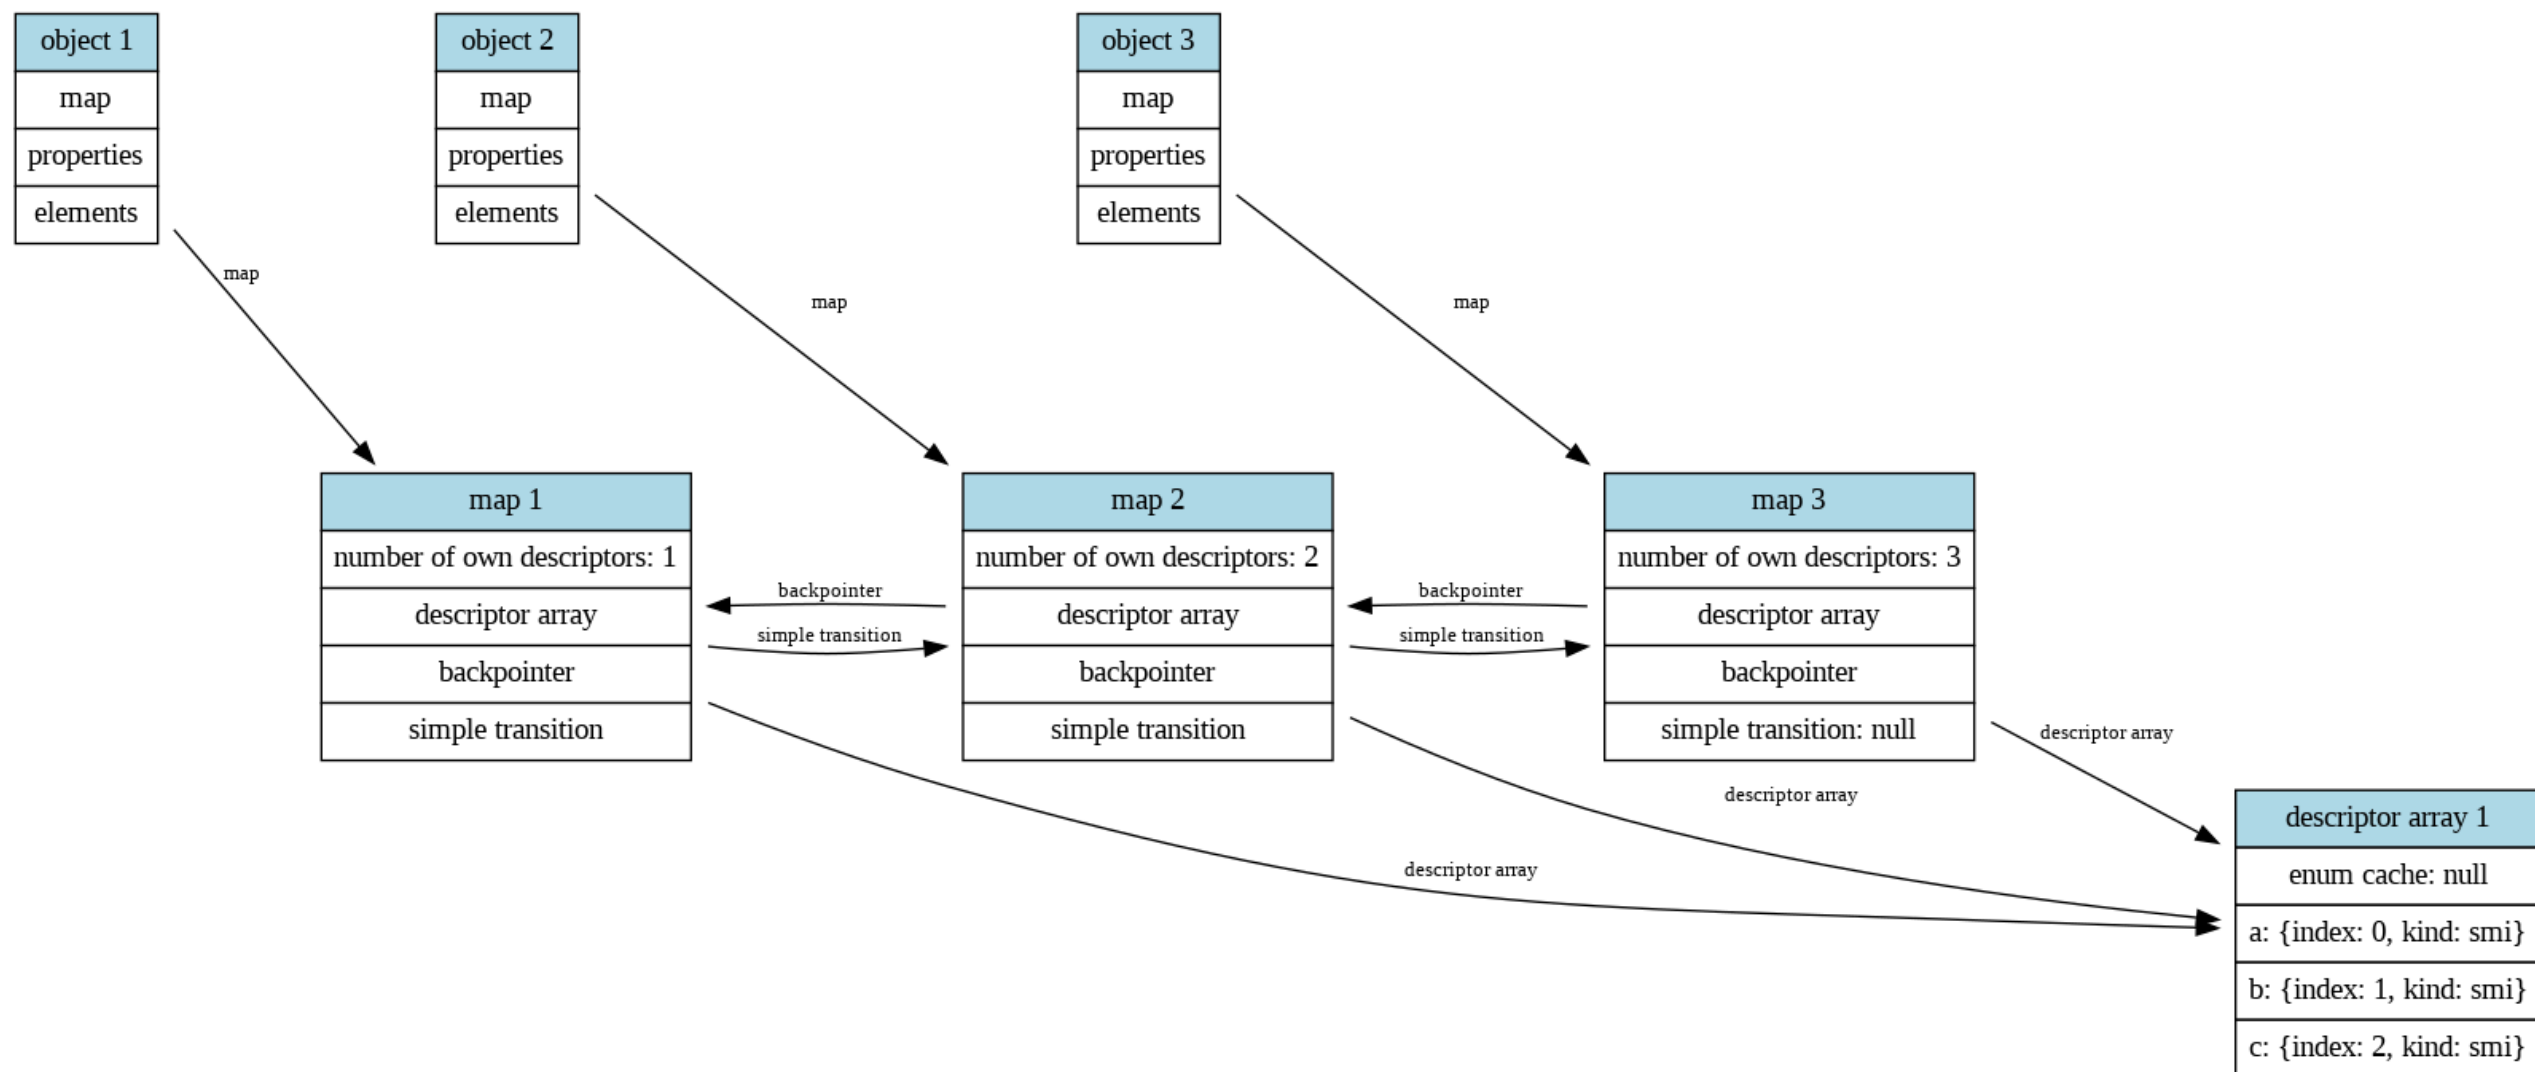 object 1
map
properties
elements
object 2
map
properties
elements
object 3
map
properties
elements
map
map
map
map 1
number of own descriptors: 1
descriptor array
backpointer
simple transition
backpointer
simple transition
map 2
number of own descriptors: 2
descriptor array
backpointer
simple transition
backpointer
simple transition
map 3
number of own descriptors: 3
descriptor array
backpointer
simple transition: null
descriptor array
descriptor array
descriptor array
descriptor array 1
enum cache: null
a: {index: 0, kind: smi}
b: {index: 1, kind: smi}
c: {index: 2, kind: smi}